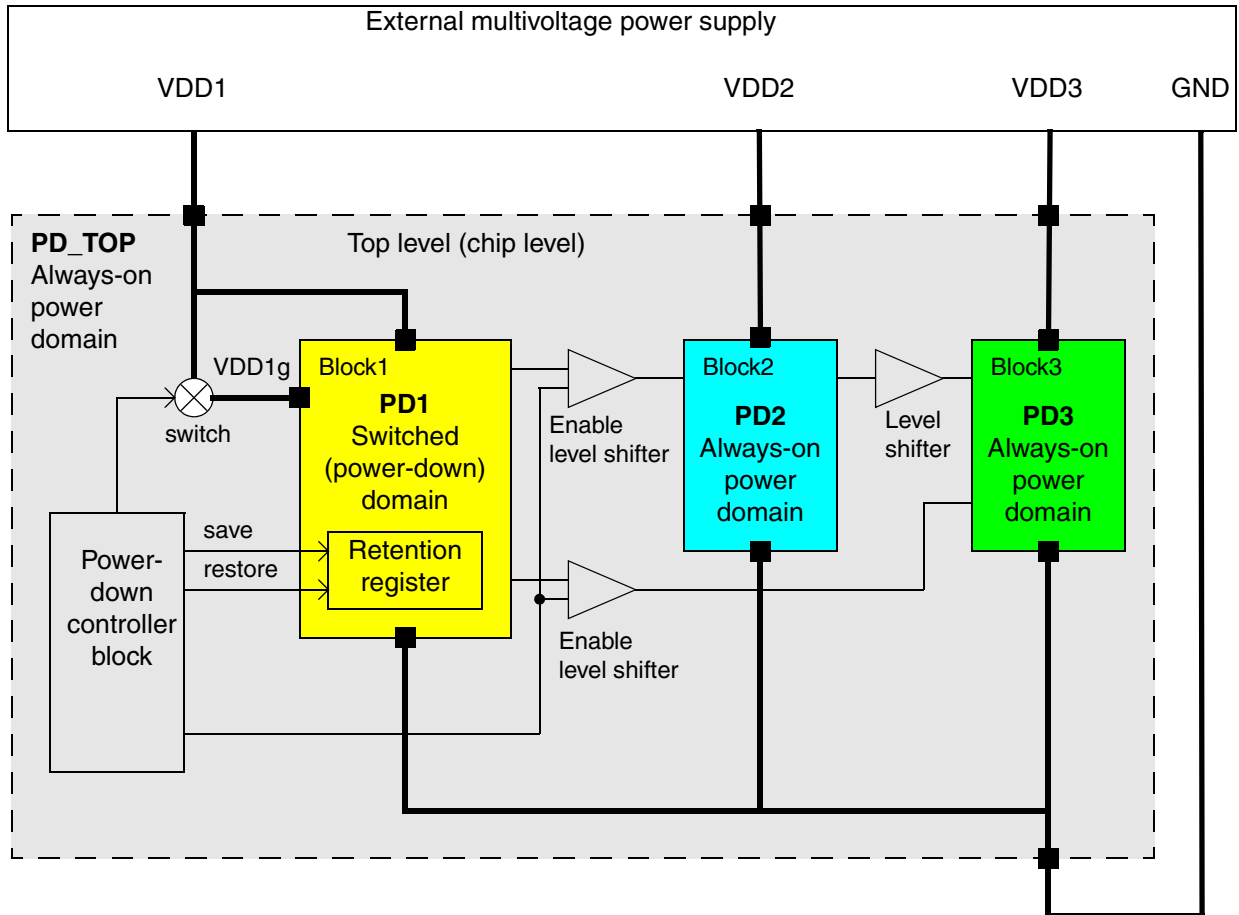 External multivoltage power supply
VDD1
VDD2
VDD3
GND
PD_TOP
Always-on
power
domain
Top level (chip level)
VDD1g
switch
Block1
PD1
Switched
(power-down)
domain
Retention
register
Enable
level shifter
Block2
PD2
Always-on
power
domain
Level
shifter
Block3
PD3
Always-on
power
domain
Power-
down
controller
block
save
restore
Enable
level shifter